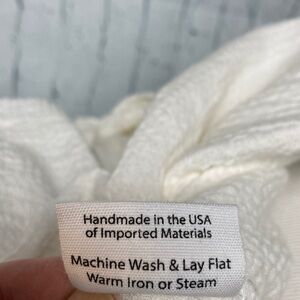 Handmade in the USA
of Imported Materials
Machine Wash & Lay Flat
Warm Iron or Steam